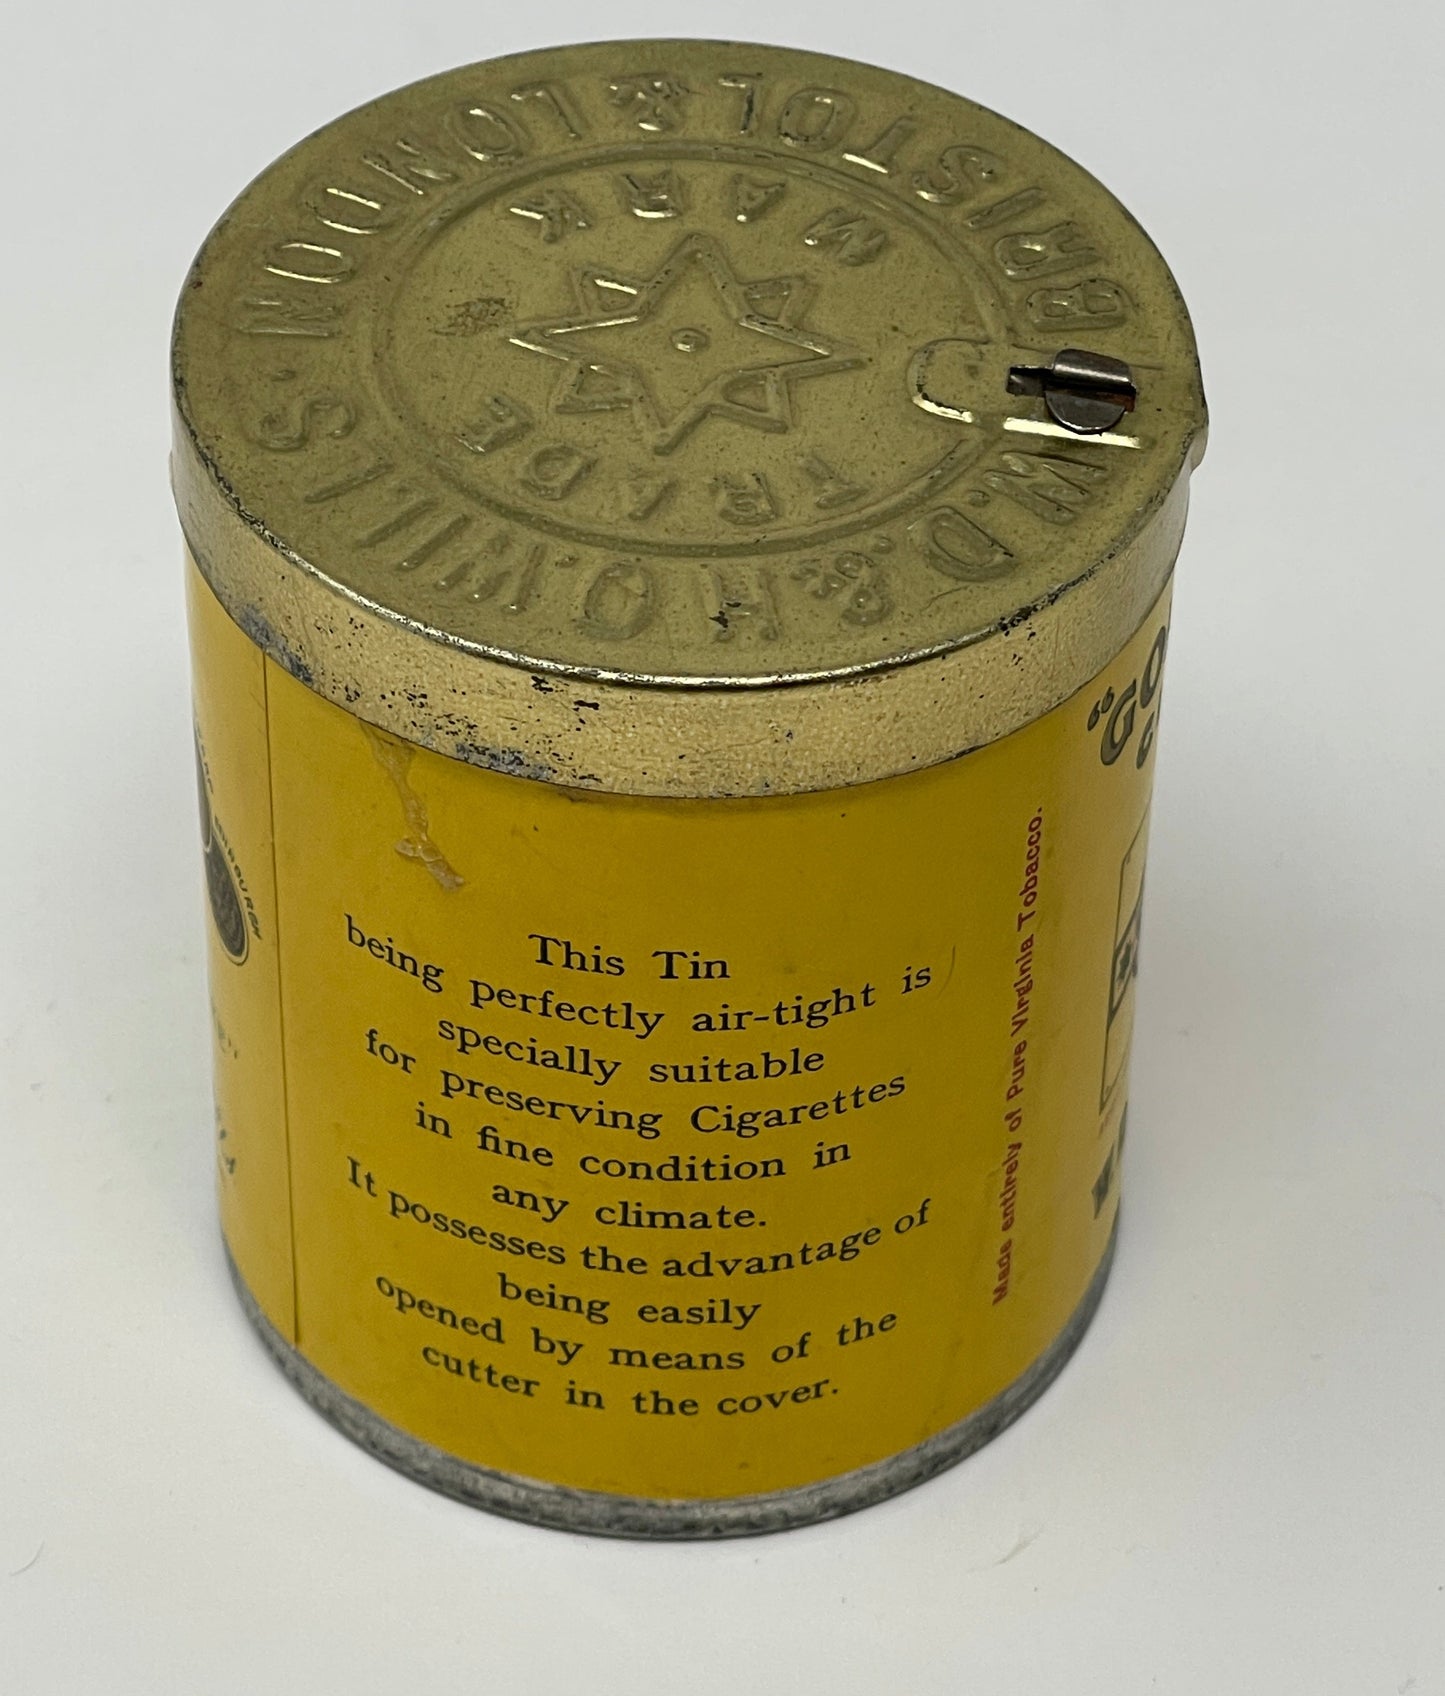 W.D. & H.O. WILLS. BRISTOL & LONDON
TRADE MARK
This Tin
being perfectly air-tight is
specially suitable
for preserving Cigarettes
in fine condition in
any climate.
It possesses the advantage of
being easily
opened by means of the
cutter in the cover.
Made entirely of Pure Virginia Tobacco.